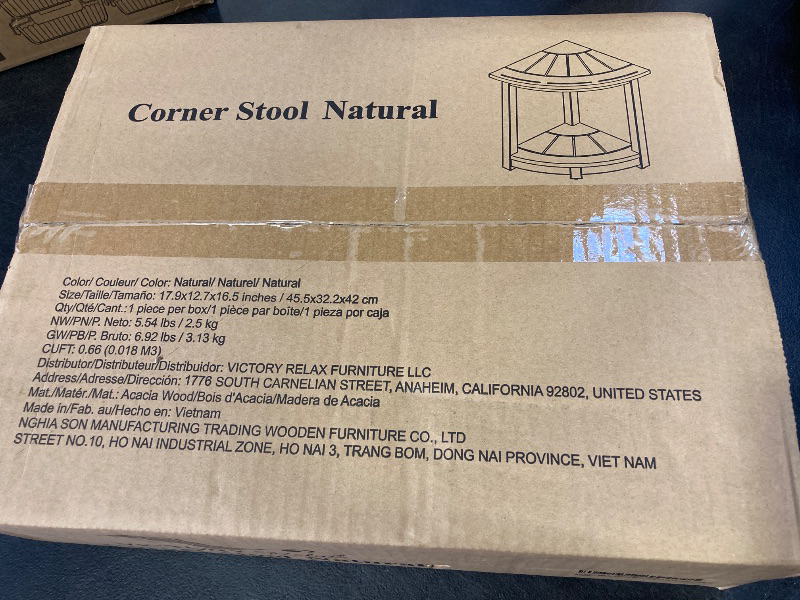 Corner Stool Natural
Color/ Couleur/ Color: Natural/ Naturel/ Natural
Size/Taille/Tamaño: 17.9x12.7x16.5 inches / 45.5x32.2x42 cm
Qty/Qté/Cant.:1 piece per box/1 pièce par boîte/1 pieza por caja
NW/PN/P. Neto: 5.54 lbs / 2.5 kg
GW/PB/P. Bruto: 6.92 lbs / 3.13 kg
CUFT: 0.66 (0.018 M3)
Distributor/Distributeur/Distribuidor: VICTORY RELAX FURNITURE LLC
Address/Adresse/Dirección: 1776 SOUTH CARNELIAN STREET, ANAHEIM, CALIFORNIA 92802, UNITED STATES
Mat./Matér./Mat.: Acacia Wood/Bois d'Acacia/Madera de Acacia
Made in/Fab. au/Hecho en: Vietnam
NGHIA SON MANUFACTURING TRADING WOODEN FURNITURE CO., LTD
STREET NO.10, HO NAI INDUSTRIAL ZONE, HO NAI 3, TRANG BOM, DONG NAI PROVINCE, VIET NAM